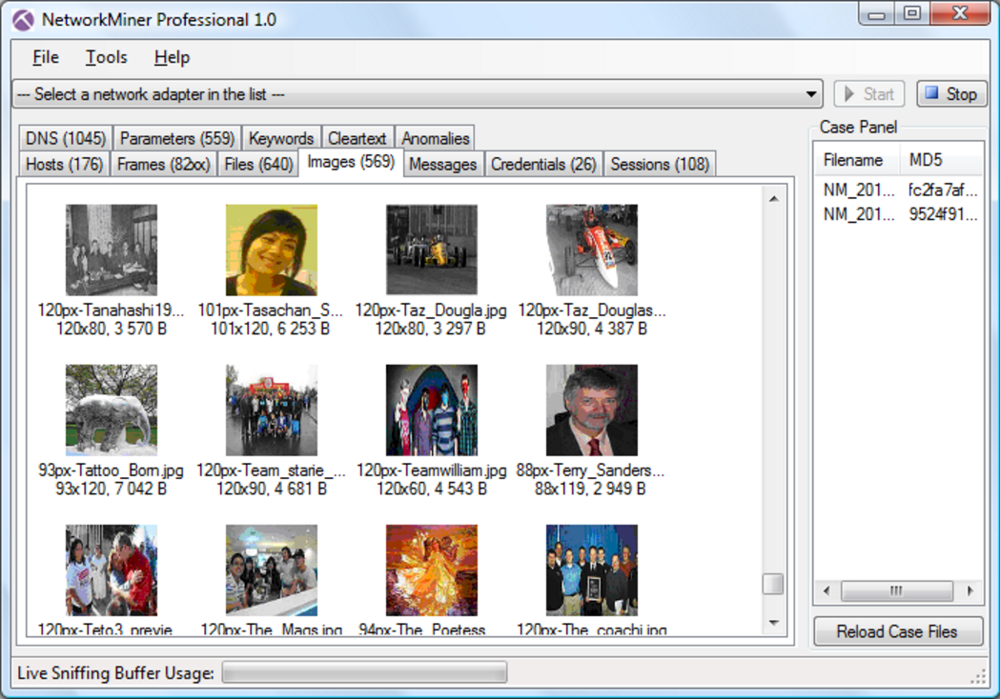 NetworkMiner Professional 1.0
File Tools Help
--- Select a network adapter in the list ---
Start
Stop
DNS (1045) Parameters (559) Keywords Cleartext Anomalies
Hosts (176) Frames (82xx) Files (640) Images (569) Messages Credentials (26) Sessions (108)
120px-Tanahashi19... 101px-Tasachan_S... 120px-Taz_Dougla.jpg 120px-Taz_Douglas...
120x80, 3 570 B 101x120, 6 253 B 120x80, 3 297 B 120x90, 4 387 B
93px-Tattoo_Born.jpg 120px-Team_starie_... 120px-Teamwilliam.jpg 88px-Terry_Sanders...
93x120, 7 042 B 120x90, 4 681 B 120x60, 4 543 B 88x119, 2 949 B
120px-Teto3_previe 120px-The_Mags.jpg 94px-The_Poetess 120px-The_coachi.jpg
Case Panel
Filename MD5
NM_201... fc2fa7af...
NM_201... 9524f91...
Reload Case Files
Live Sniffing Buffer Usage: